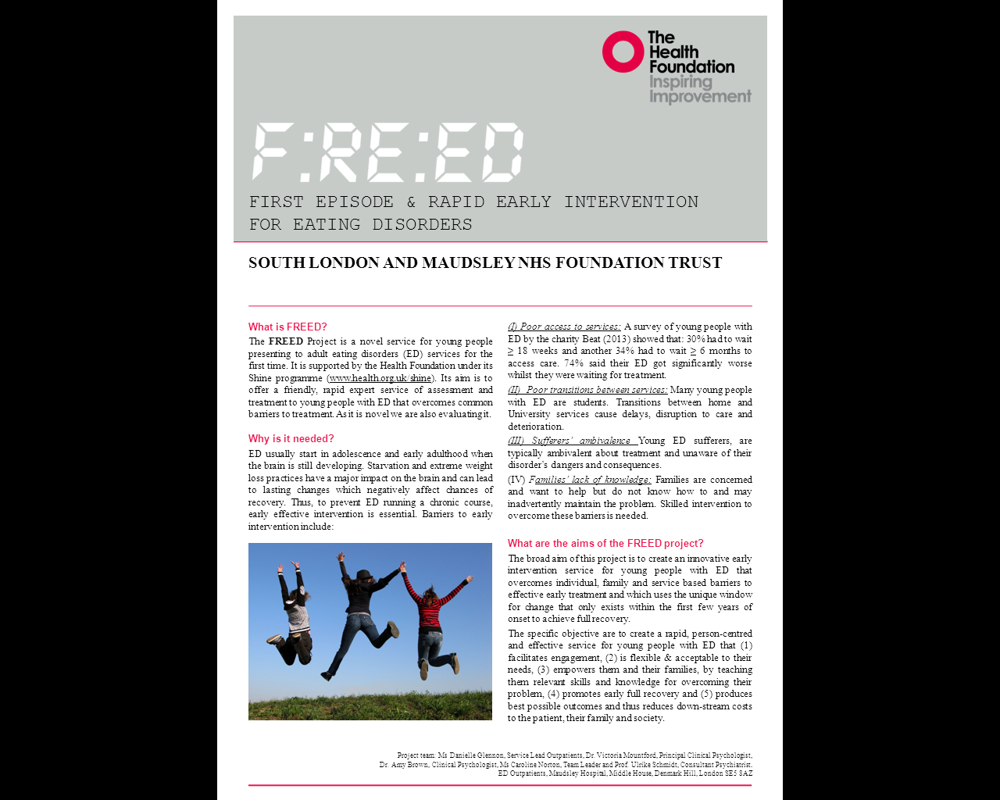 The
Health
Foundation
Inspiring
Improvement
F:RE:ED
FIRST EPISODE & RAPID EARLY INTERVENTION
FOR EATING DISORDERS
SOUTH LONDON AND MAUDSLEY NHS FOUNDATION TRUST
What is FREED?
The FREED Project is a novel service for young people
presenting to adult eating disorders (ED) services for the
first time. It is supported by the Health Foundation under its
Shine programme (www.health.org.uk/shine). Its aim is to
offer a friendly, rapid expert service of assessment and
treatment to young people with ED that overcomes common
barriers to treatment. As it is novel we are also evaluating it.
Why is it needed?
ED usually start in adolescence and early adulthood when
the brain is still developing. Starvation and extreme weight
loss practices have a major impact on the brain and can lead
to lasting changes which negatively affect chances of
recovery. Thus, to prevent ED running a chronic course,
early effective intervention is essential. Barriers to early
intervention include:
(I) Poor access to services: A survey of young people with
ED by the charity Beat (2013) showed that: 30% had to wait
≥ 18 weeks and another 34% had to wait ≥ 6 months to
access care. 74% said their ED got significantly worse
whilst they were waiting for treatment.
(II) Poor transitions between services: Many young people
with ED are students. Transitions between home and
University services cause delays, disruption to care and
deterioration.
(III) Sufferers' ambivalence Young ED sufferers, are
typically ambivalent about treatment and unaware of their
disorder's dangers and consequences.
(IV) Families' lack of knowledge: Families are concerned
and want to help but do not know how to and may
inadvertently maintain the problem. Skilled intervention to
overcome these barriers is needed.
What are the aims of the FREED project?
The broad aim of this project is to create an innovative early
intervention service for young people with ED that
overcomes individual, family and service based barriers to
effective early treatment and which uses the unique window
for change that only exists within the first few years of
onset to achieve full recovery.
The specific objective are to create a rapid, person-centred
and effective service for young people with ED that (1)
facilitates engagement, (2) is flexible & acceptable to their
needs, (3) empowers them and their families, by teaching
them relevant skills and knowledge for overcoming their
problem, (4) promotes early full recovery and (5) produces
best possible outcomes and thus reduces down-stream costs
to the patient, their family and society.
Project team: Ms Danielle Glennon, Service Lead Outpatients, Dr. Victoria Mountford, Principal Clinical Psychologist,
Dr. Amy Brown, Clinical Psychologist, Ms Caroline Norton, Team Leader and Prof. Ulrike Schmidt, Consultant Psychiatrist.
ED Outpatients, Maudsley Hospital, Middle House, Denmark Hill, London SE5 8AZ